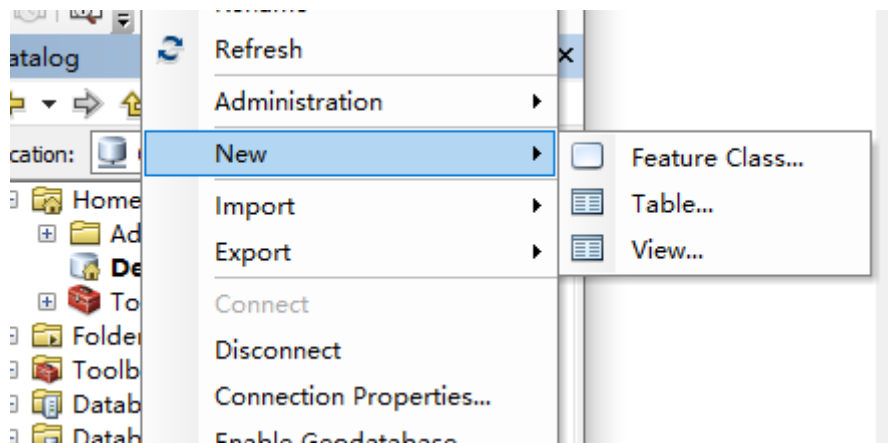 Rename
atalog
Refresh
Administration
cation:
New
Feature Class...
Home
Import
Table...
Ad
Export
View...
De
To
Connect
Folder
Disconnect
Toolb
Connection Properties...
Datab
Enable Geodatabase
Datab